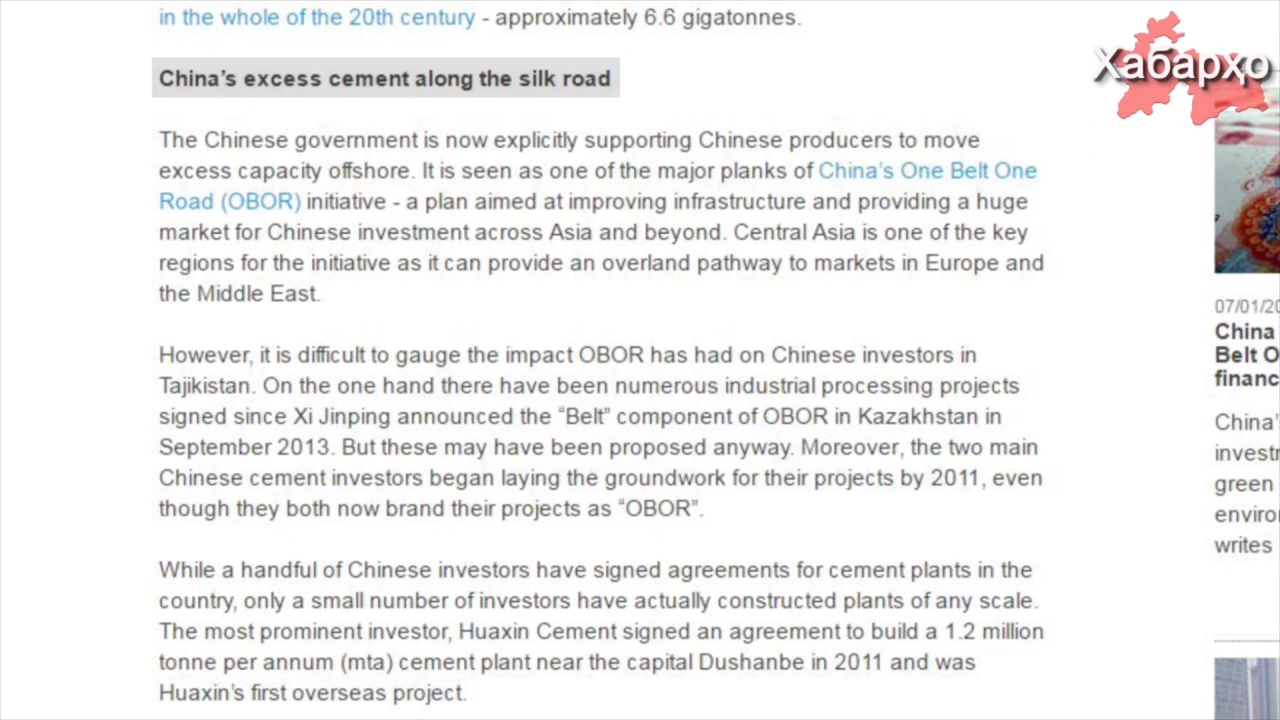 in the whole of the 20th century - approximately 6.6 gigatonnes.
Хабарҳо
China’s excess cement along the silk road
The Chinese government is now explicitly supporting Chinese producers to move
excess capacity offshore. It is seen as one of the major planks of China’s One Belt One
Road (OBOR) initiative - a plan aimed at improving infrastructure and providing a huge
market for Chinese investment across Asia and beyond. Central Asia is one of the key
regions for the initiative as it can provide an overland pathway to markets in Europe and
the Middle East.
However, it is difficult to gauge the impact OBOR has had on Chinese investors in
Tajikistan. On the one hand there have been numerous industrial processing projects
signed since Xi Jinping announced the “Belt” component of OBOR in Kazakhstan in
September 2013. But these may have been proposed anyway. Moreover, the two main
Chinese cement investors began laying the groundwork for their projects by 2011, even
though they both now brand their projects as “OBOR”.
While a handful of Chinese investors have signed agreements for cement plants in the
country, only a small number of investors have actually constructed plants of any scale.
The most prominent investor, Huaxin Cement signed an agreement to build a 1.2 million
tonne per annum (mta) cement plant near the capital Dushanbe in 2011 and was
Huaxin’s first overseas project.
07/01/20
China
Belt O
financ
China’
investr
green
enviro
writes